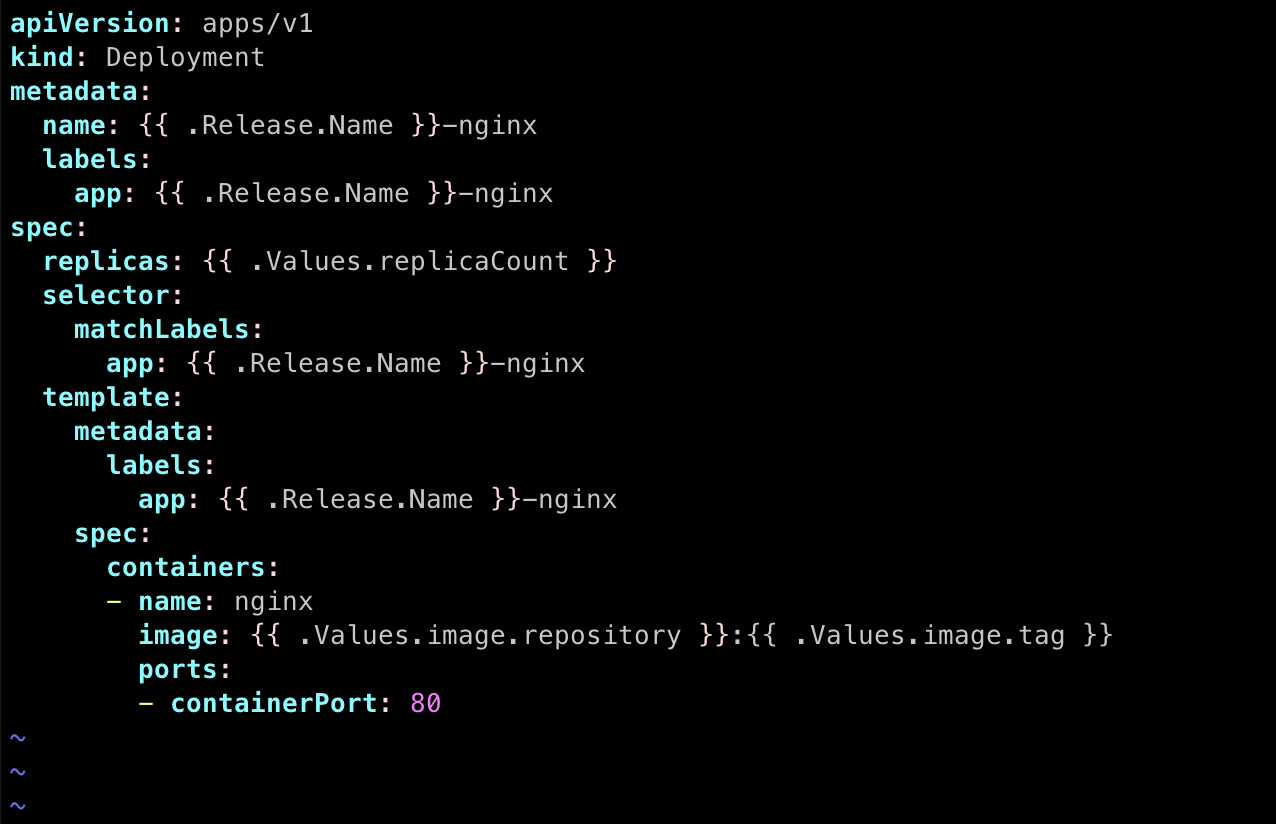 apiVersion: apps/v1
kind: Deployment
metadata:
  name: {{ .Release.Name }}-nginx
  labels:
    app: {{ .Release.Name }}-nginx
spec:
  replicas: {{ .Values.replicaCount }}
  selector:
    matchLabels:
      app: {{ .Release.Name }}-nginx
  template:
    metadata:
      labels:
        app: {{ .Release.Name }}-nginx
    spec:
      containers:
      - name: nginx
        image: {{ .Values.image.repository }}:{{ .Values.image.tag }}
        ports:
        - containerPort: 80
~
~
~